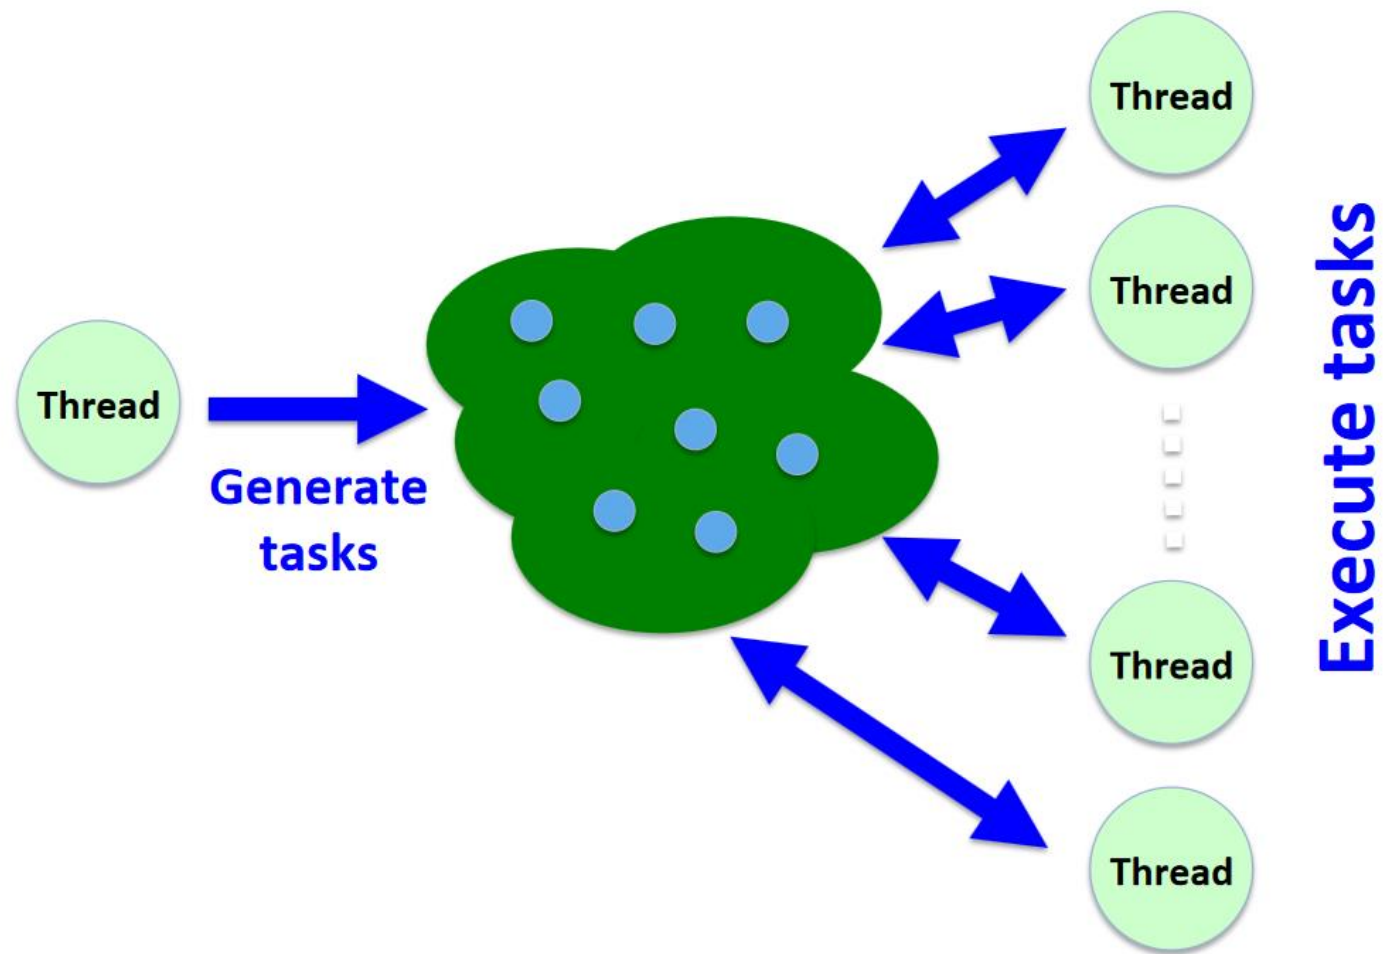 Thread
Generate
tasks
Thread
Thread
Thread
Thread
Execute tasks